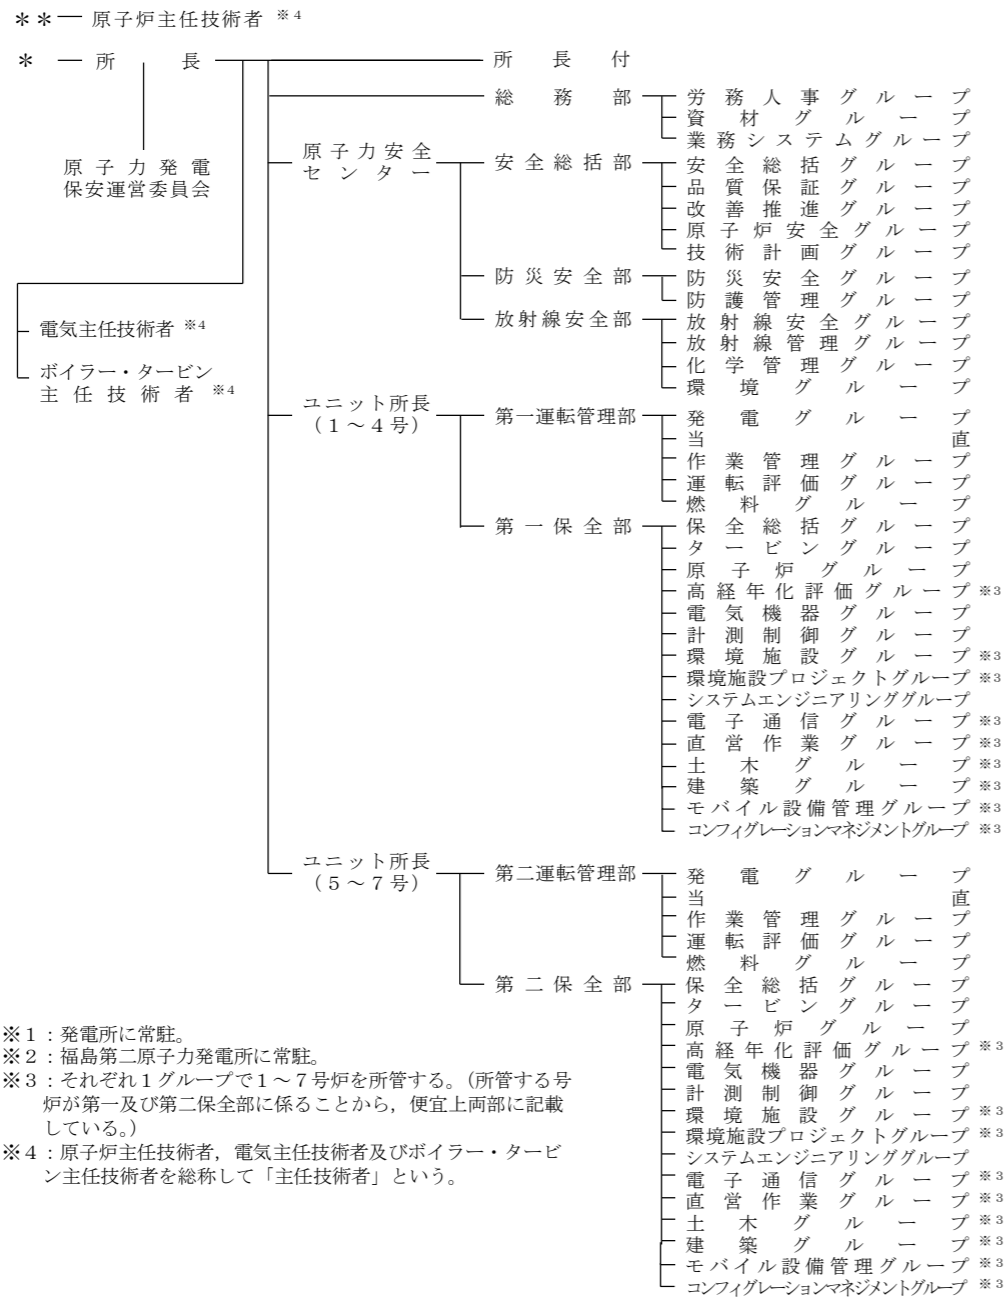 ＊＊ー 原子炉主任技術者 ※4
＊ ー 所 長
所 長 付
総 務 部
労務人事グループ
資材グループ
業務システムグループ
原子力発電
保安運営委員会
原子力安全
センター
安全総括部
安全総括グループ
品質保証グループ
改善推進グループ
原子炉安全グループ
技術計画グループ
防災安全部
防災安全グループ
防護管理グループ
放射線安全部
放射線安全グループ
放射線管理グループ
化学管理グループ
環境グループ
電気主任技術者 ※4
ボイラー・タービン
主任技術者 ※4
ユニット所長
（１～４号）
第一運転管理部
発電グループ
当直
作業管理グループ
運転評価グループ
燃料グループ
第一保全部
保全総括グループ
タービングループ
原子炉グループ
高経年化評価グループ ※3
電気機器グループ
計測制御グループ
環境施設グループ ※3
環境施設プロジェクトグループ ※3
システムエンジニアリンググループ
電子通信グループ ※3
直営作業グループ ※3
土木グループ ※3
建築グループ ※3
モバイル設備管理グループ ※3
コンフィグレーションマネジメントグループ ※3
ユニット所長
（５～７号）
第二運転管理部
発電グループ
当直
作業管理グループ
運転評価グループ
燃料グループ
第二保全部
保全総括グループ
タービングループ
原子炉グループ
高経年化評価グループ ※3
電気機器グループ
計測制御グループ
環境施設グループ ※3
環境施設プロジェクトグループ ※3
システムエンジニアリンググループ
電子通信グループ ※3
直営作業グループ ※3
土木グループ ※3
建築グループ ※3
モバイル設備管理グループ ※3
コンフィグレーションマネジメントグループ ※3
※１：発電所に常駐。
※２：福島第二原子力発電所に常駐。
※３：それぞれ１グループで１～７号炉を所管する。（所管する号
炉が第一及び第二保全部に係ることから，便宜上両部に記載
している。）
※４：原子炉主任技術者，電気主任技術者及びボイラー・タービ
ン主任技術者を総称して「主任技術者」という。